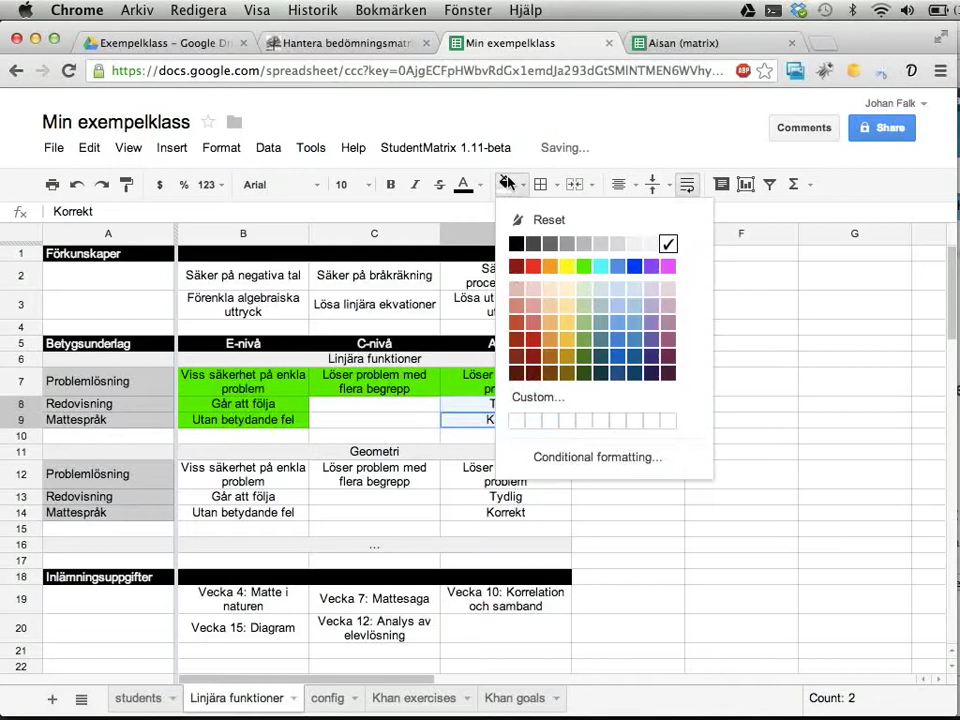 Chrome Arkiv Redigera Visa Historik Bokmärken Fönster Hjälp
Exempelklass – Google D
Hantera bedömningsmat
Min exempelklass
Aisan (matrix)
https://docs.google.com/spreadsheet/ccc?key=0AjgECFpHWbvRdGx1emdJa293dGtSMlNTMEN6WVhy...
Johan Falk
Min exempelklass
Comments
Share
File Edit View Insert Format Data Tools Help StudentMatrix 1.11-beta Saving...
$ % 123 Arial 10 B I S A Σ
fx Korrekt
A B C F G
Reset
1 Förkunskaper
2 Säker på negativa tal Säker på bråkräkning
3 Förenkla algebraiska uttryck Lösa linjära ekvationer
4
5 Betygsunderlag E-nivå C-nivå
6 Linjära funktioner
7 Problemlösning Viss säkerhet på enkla problem Löser problem med flera begrepp
8 Redovisning Går att följa
9 Mattespråk Utan betydande fel
Custom...
Conditional formatting...
10
11 Geometri
12 Problemlösning Viss säkerhet på enkla problem Löser problem med flera begrepp problem
13 Redovisning Går att följa Tydlig
14 Mattespråk Utan betydande fel Korrekt
15
16 ...
17
18 Inlämningsuppgifter
19 Vecka 4: Matte i naturen Vecka 7: Mattesaga Vecka 10: Korrelation och samband
20 Vecka 15: Diagram Vecka 12: Analys av elevlösning
21
22
students Linjära funktioner config Khan exercises Khan goals Count: 2